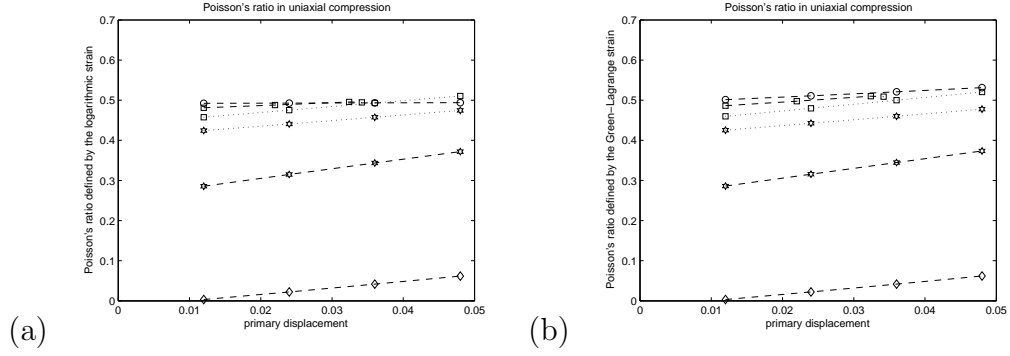 Poisson's ratio in uniaxial compression
Poisson's ratio defined by the logarithmic strain
0.7
0.6
0.5
0.4
0.3
0.2
0.1
0
0 0.01 0.02 0.03 0.04 0.05
primary displacement
(a)
Poisson's ratio in uniaxial compression
Poisson's ratio defined by the Green−Lagrange strain
0.7
0.6
0.5
0.4
0.3
0.2
0.1
0
0 0.01 0.02 0.03 0.04 0.05
primary displacement
(b)